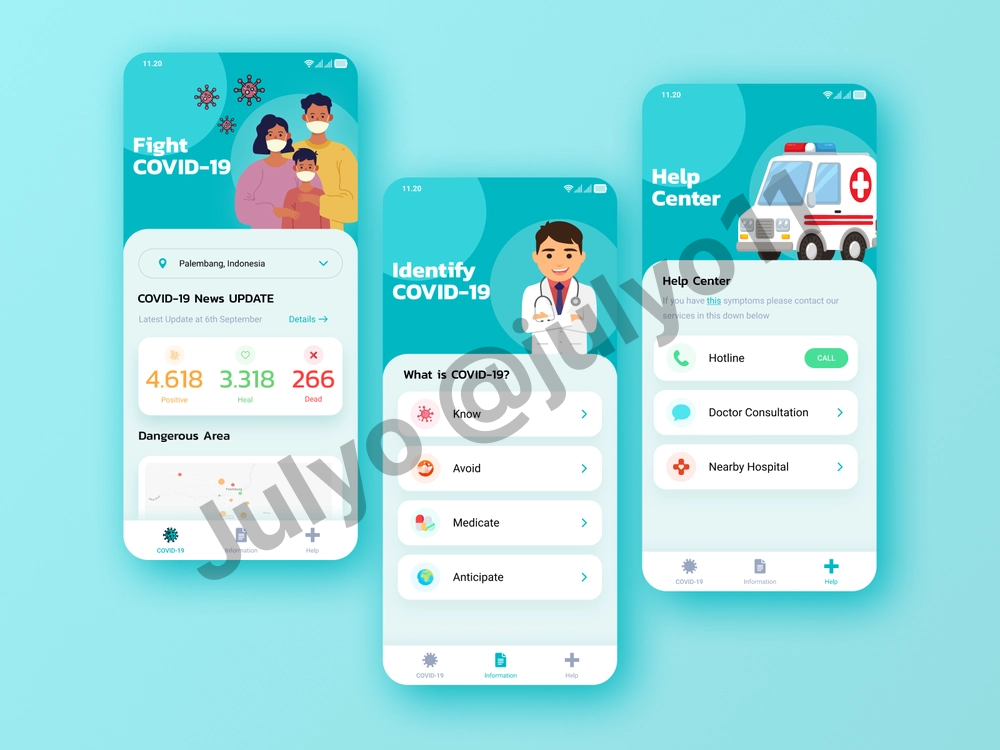 11.20
Fight
COVID-19
Palembang, Indonesia
COVID-19 News UPDATE
Latest Update at 6th September
Details →
4.618
3.318
266
Positive
Heal
Dead
Dangerous Area
Palembang
COVID-19
Information
Help
11.20
Identify
COVID-19
What is COVID-19?
Know
Avoid
Medicate
Anticipate
COVID-19
Information
Help
11.20
Help
Center
Help Center
If you have this symptoms please contact our
services in this down below
Hotline
CALL
Doctor Consultation
Nearby Hospital
COVID-19
Information
Help
Julyo @julyo11